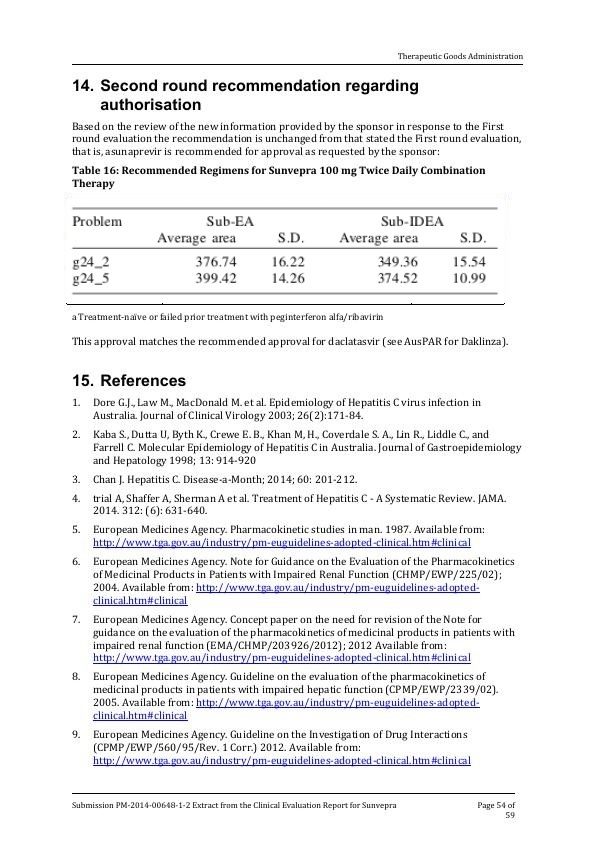 Therapeutic Goods Administration
14. Second round recommendation regarding
authorisation
Based on the review of the new information provided by the sponsor in response to the First
round evaluation the recommendation is unchanged from that stated the First round evaluation,
that is, asunaprevir is recommended for approval as requested by the sponsor:
Table 16: Recommended Regimens for Sunvepra 100 mg Twice Daily Combination
Therapy
Problem Sub-EA Sub-IDEA
Average area S.D. Average area S.D.
g24_2 376.74 16.22 349.36 15.54
g24_5 399.42 14.26 374.52 10.99
a Treatment-naïve or failed prior treatment with peginterferon alfa/ribavirin
This approval matches the recommended approval for daclatasvir (see AusPAR for Daklinza).
15. References
1. Dore G.J., Law M., MacDonald M. et al. Epidemiology of Hepatitis C virus infection in
Australia. Journal of Clinical Virology 2003; 26(2):171-84.
2. Kaba S., Dutta U, Byth K., Crewe E. B., Khan M, H., Coverdale S. A., Lin R., Liddle C., and
Farrell C. Molecular Epidemiology of Hepatitis C in Australia. Journal of Gastroepidemiology
and Hepatology 1998; 13: 914-920
3. Chan J. Hepatitis C. Disease-a-Month; 2014; 60: 201-212.
4. trial A, Shaffer A, Sherman A et al. Treatment of Hepatitis C - A Systematic Review. JAMA.
2014. 312: (6): 631-640.
5. European Medicines Agency. Pharmacokinetic studies in man. 1987. Available from:
http://www.tga.gov.au/industry/pm-euguidelines-adopted-clinical.htm#clinical
6. European Medicines Agency. Note for Guidance on the Evaluation of the Pharmacokinetics
of Medicinal Products in Patients with Impaired Renal Function (CHMP/EWP/225/02);
2004. Available from: http://www.tga.gov.au/industry/pm-euguidelines-adopted-
clinical.htm#clinical
7. European Medicines Agency. Concept paper on the need for revision of the Note for
guidance on the evaluation of the pharmacokinetics of medicinal products in patients with
impaired renal function (EMA/CHMP/203926/2012); 2012 Available from:
http://www.tga.gov.au/industry/pm-euguidelines-adopted-clinical.htm#clinical
8. European Medicines Agency. Guideline on the evaluation of the pharmacokinetics of
medicinal products in patients with impaired hepatic function (CPMP/EWP/2339/02).
2005. Available from: http://www.tga.gov.au/industry/pm-euguidelines-adopted-
clinical.htm#clinical
9. European Medicines Agency. Guideline on the Investigation of Drug Interactions
(CPMP/EWP/560/95/Rev. 1 Corr.) 2012. Available from:
http://www.tga.gov.au/industry/pm-euguidelines-adopted-clinical.htm#clinical
Submission PM-2014-00648-1-2 Extract from the Clinical Evaluation Report for Sunvepra Page 54 of
59